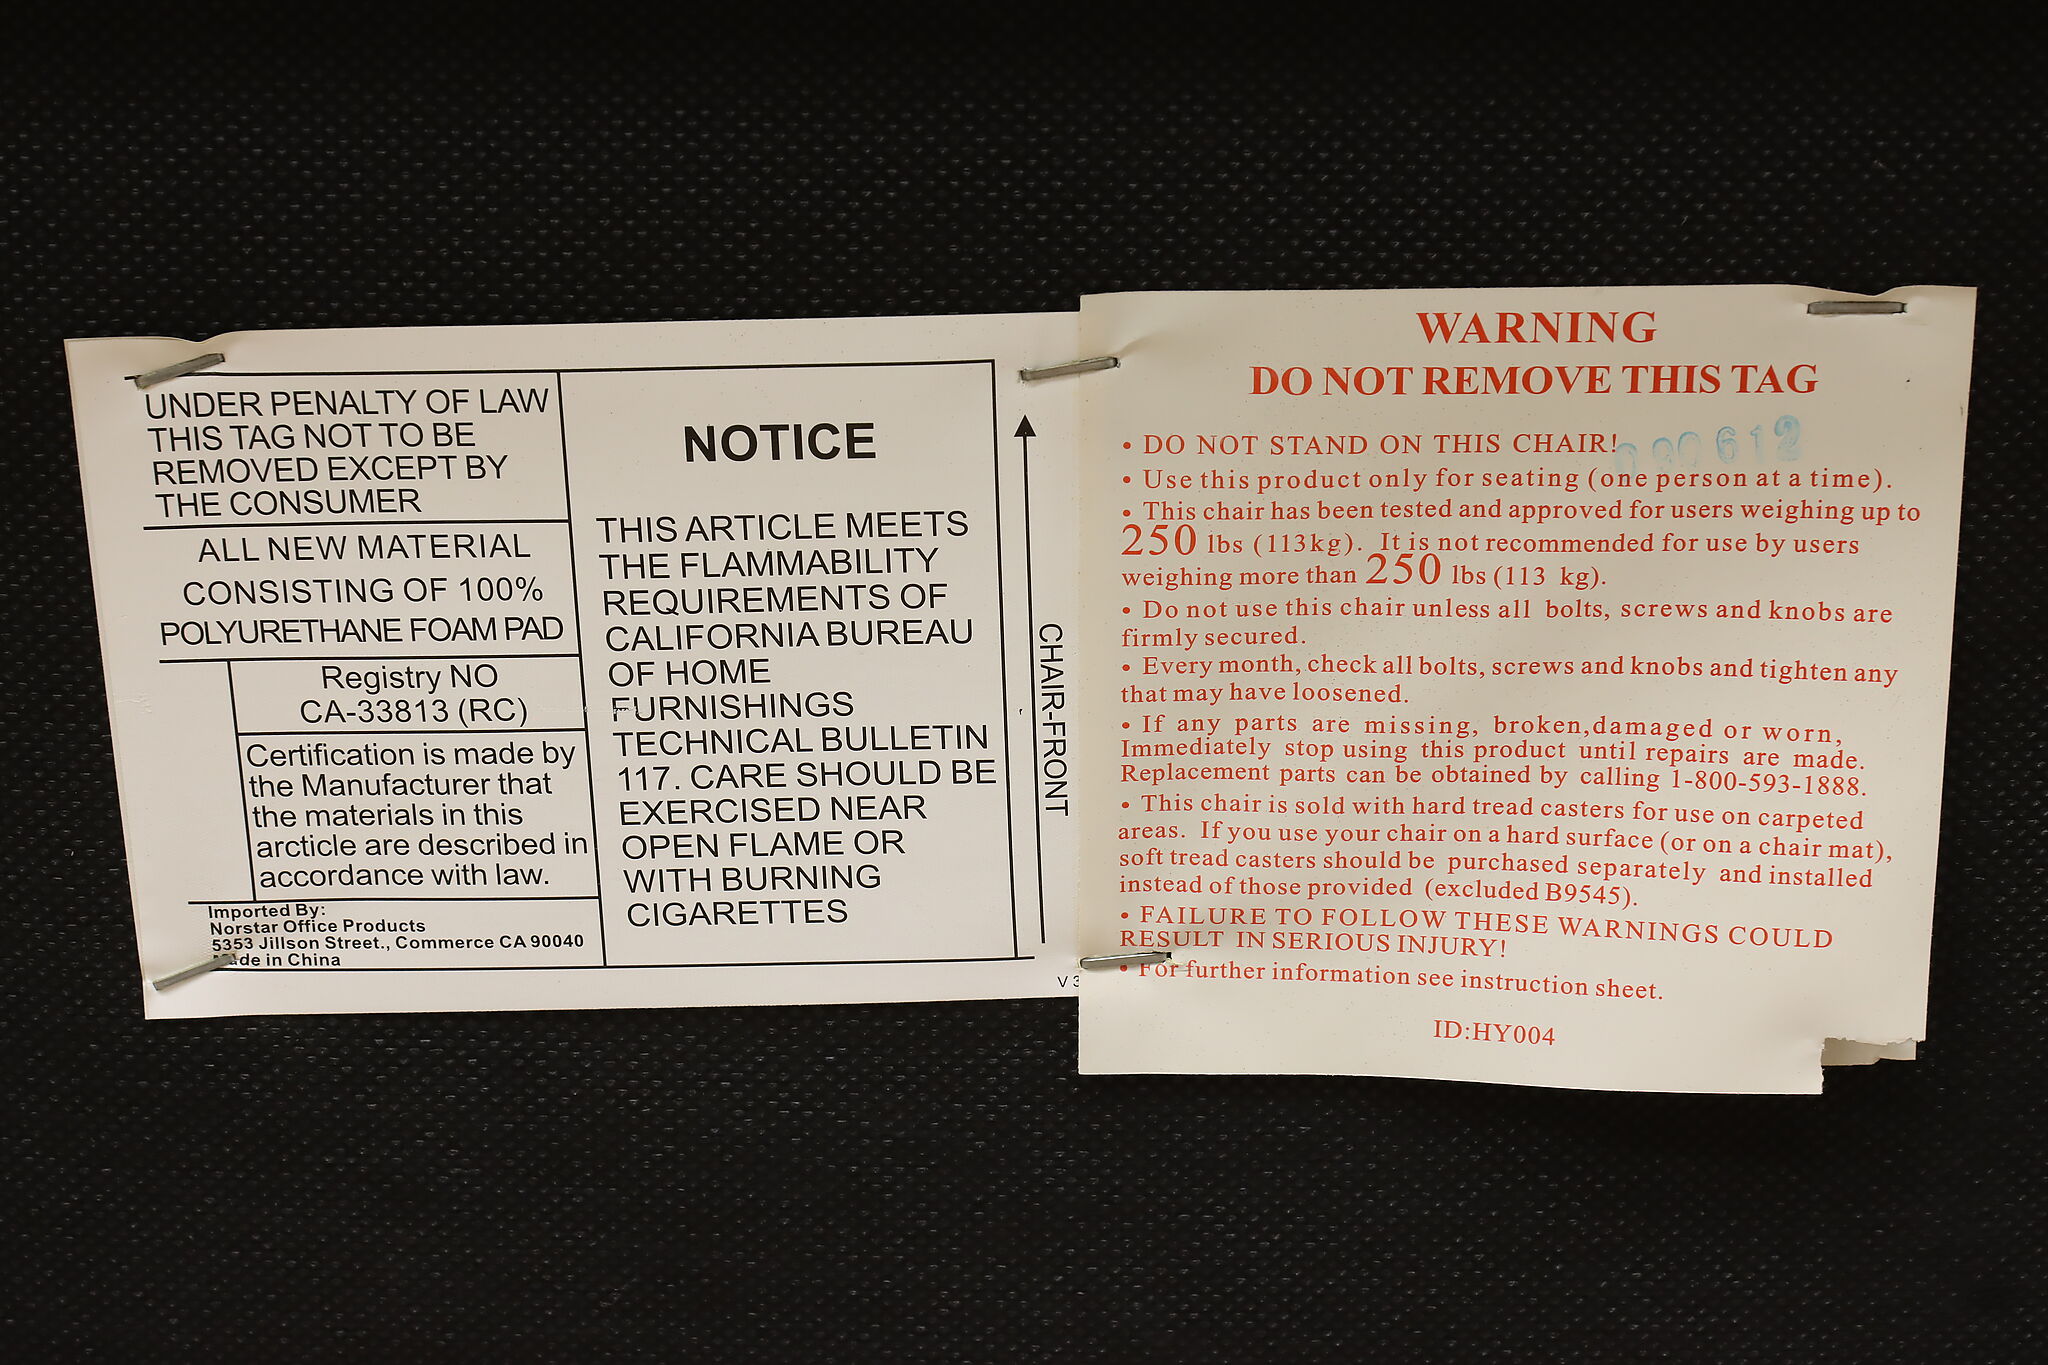 UNDER PENALTY OF LAW
THIS TAG NOT TO BE
REMOVED EXCEPT BY
THE CONSUMER
ALL NEW MATERIAL
CONSISTING OF 100%
POLYURETHANE FOAM PAD
Registry NO
CA-33813 (RC)
Certification is made by
the Manufacturer that
the materials in this
arcticle are described in
accordance with law.
Imported By:
Norstar Office Products
5353 Jillson Street., Commerce CA 90040
Made in China
NOTICE
THIS ARTICLE MEETS
THE FLAMMABILITY
REQUIREMENTS OF
CALIFORNIA BUREAU
OF HOME
FURNISHINGS
TECHNICAL BULLETIN
117. CARE SHOULD BE
EXERCISED NEAR
OPEN FLAME OR
WITH BURNING
CIGARETTES
CHAIR-FRONT
V 3
WARNING
DO NOT REMOVE THIS TAG
• DO NOT STAND ON THIS CHAIR!
612
• Use this product only for seating (one person at a time).
• This chair has been tested and approved for users weighing up to
250 lbs (113kg). It is not recommended for use by users
weighing more than 250 lbs (113 kg).
• Do not use this chair unless all bolts, screws and knobs are
firmly secured.
• Every month, check all bolts, screws and knobs and tighten any
that may have loosened.
• If any parts are missing, broken,damaged or worn,
Immediately stop using this product until repairs are made.
Replacement parts can be obtained by calling 1-800-593-1888.
• This chair is sold with hard tread casters for use on carpeted
areas. If you use your chair on a hard surface (or on a chair mat),
soft tread casters should be purchased separately and installed
instead of those provided (excluded B9545).
• FAILURE TO FOLLOW THESE WARNINGS COULD
RESULT IN SERIOUS INJURY!
• For further information see instruction sheet.
ID:HY004